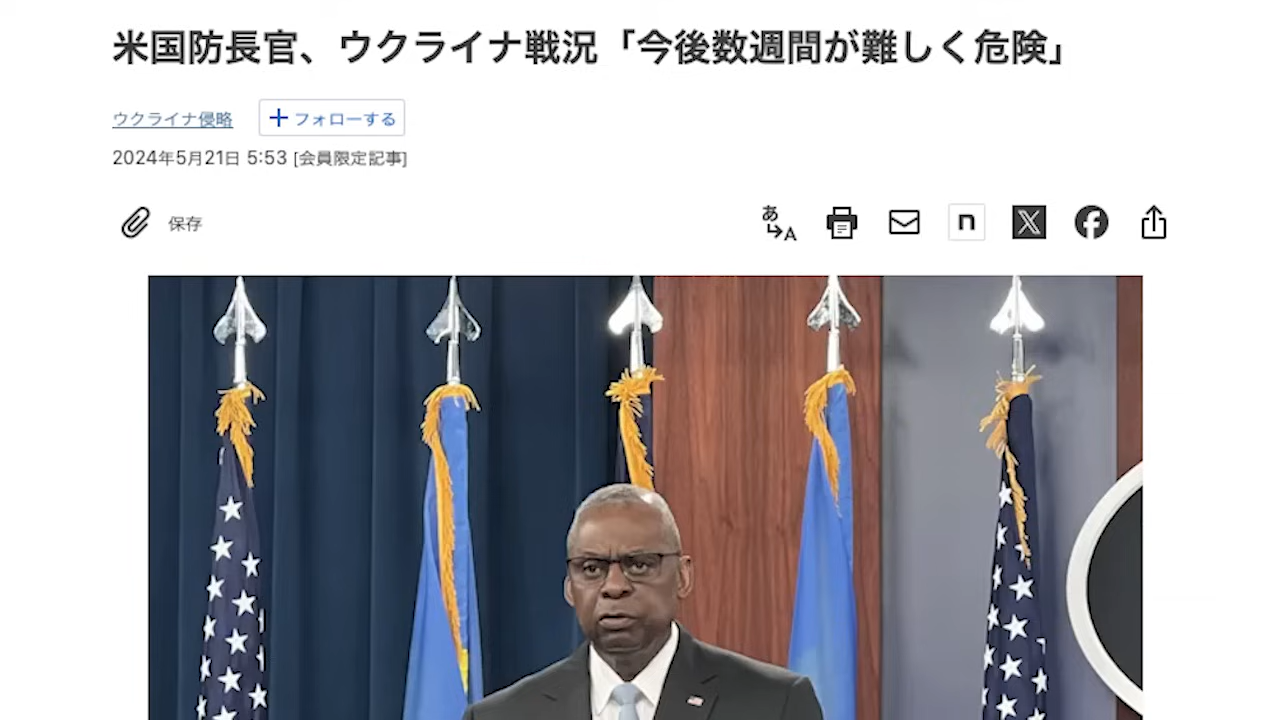 米国防長官、ウクライナ戦況「今後数週間が難しく危険」
ウクライナ侵略
フォローする
2024年5月21日 5:53 [会員限定記事]
保存
あ
A
n
X